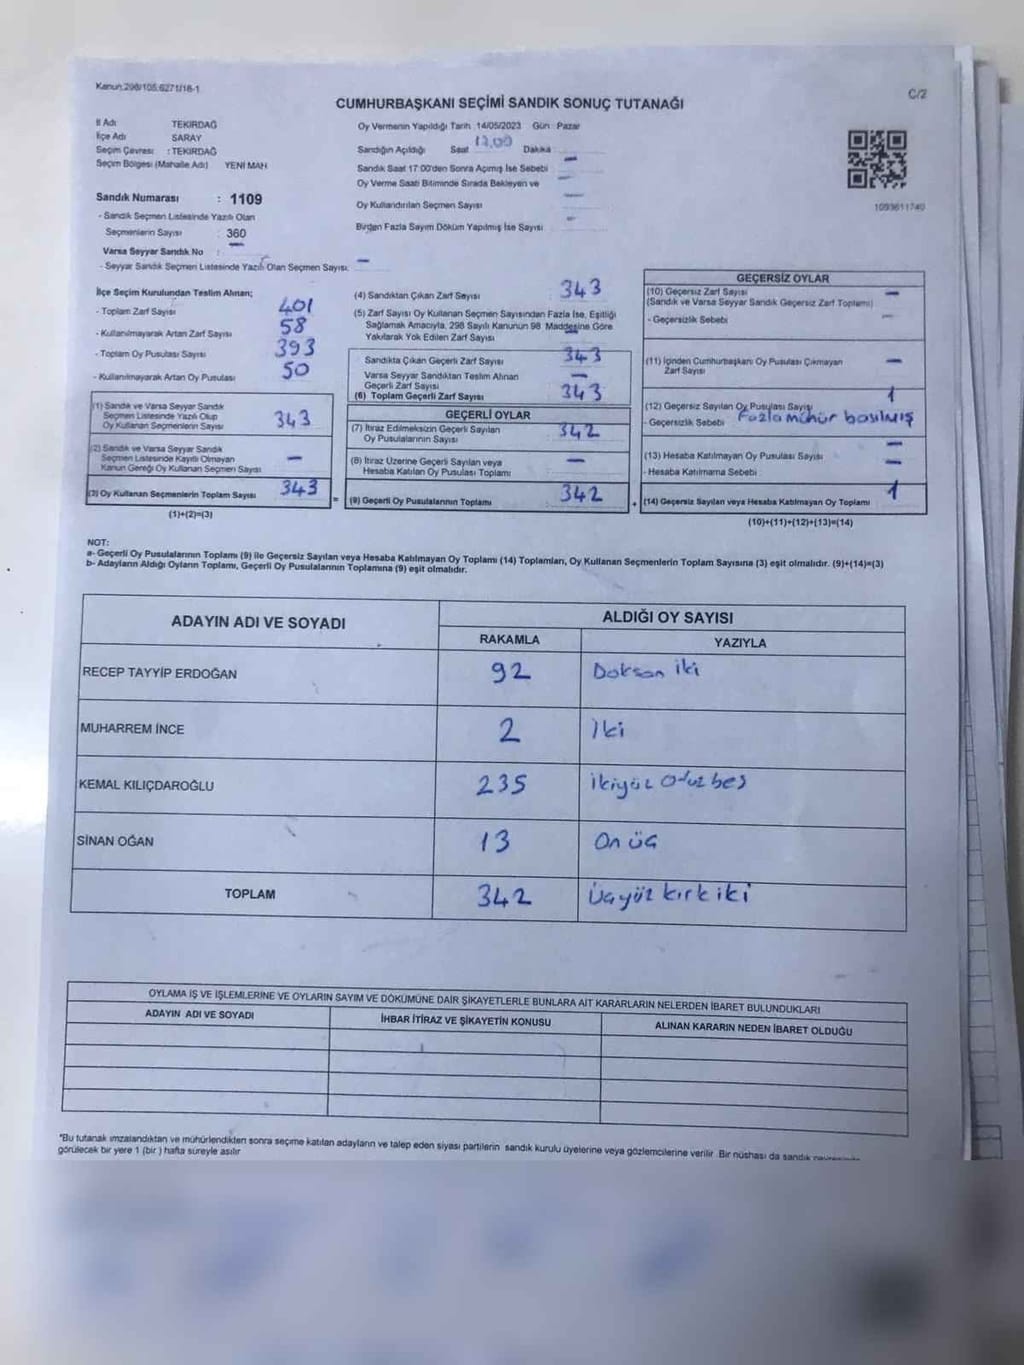 Kanun:298/105.6271/18-1
C/2
CUMHURBAŞKANI SEÇİMİ SANDIK SONUÇ TUTANAĞI
İl Adı TEKİRDAĞ
İlçe Adı SARAY
Seçim Çevresi : TEKİRDAĞ
Seçim Bölgesi (Mahalle Adı) YENİ MAH
Sandık Numarası : 1109
- Sandık Seçmen Listesinde Yazılı Olan
Seçmenlerin Sayısı : 360
Varsa Seyyar Sandık No : -
- Seyyar Sandık Seçmen Listesinde Yazılı Olan Seçmen Sayısı: -
Oy Vermenin Yapıldığı Tarih 14/05/2023 Gün : Pazar
Sandığın Açıldığı Saat 17,00 Dakika -
Sandık Saat 17:00'den Sonra Açılmış İse Sebebi -
Oy Verme Saati Bitiminde Sırada Bekleyen ve
Oy Kullandırılan Seçmen Sayısı -
Birden Fazla Sayım Döküm Yapılmış İse Sayısı -
1093611740
İlçe Seçim Kurulundan Teslim Alınan;
- Toplam Zarf Sayısı 401
- Kullanılmayarak Artan Zarf Sayısı 58
- Toplam Oy Pusulası Sayısı 393
- Kullanılmayarak Artan Oy Pusulası 50
(1) Sandık ve Varsa Seyyar Sandık
Seçmen Listesinde Yazılı Olup
Oy Kullanan Seçmenlerin Sayısı 343
(2) Sandık ve Varsa Seyyar Sandık
Seçmen Listesinde Kayıtlı Olmayan
Kanun Gereği Oy Kullanan Seçmen Sayısı -
(3) Oy Kullanan Seçmenlerin Toplam Sayısı 343
(1)+(2)=(3)
=
(4) Sandıktan Çıkan Zarf Sayısı : 343
(5) Zarf Sayısı Oy Kullanan Seçmen Sayısından Fazla İse, Eşitliği
Sağlamak Amacıyla, 298 Sayılı Kanunun 98. Maddesine Göre
Yakılarak Yok Edilen Zarf Sayısı -
Sandıkta Çıkan Geçerli Zarf Sayısı 343
Varsa Seyyar Sandıktan Teslim Alınan
Geçerli Zarf Sayısı -
(6) Toplam Geçerli Zarf Sayısı 343
GEÇERLİ OYLAR
(7) İtiraz Edilmeksizin Geçerli Sayılan
Oy Pusulalarının Sayısı 342
(8) İtiraz Üzerine Geçerli Sayılan veya
Hesaba Katılan Oy Pusulası Toplamı -
(9) Geçerli Oy Pusulalarının Toplamı 342
+
GEÇERSİZ OYLAR
(10) Geçersiz Zarf Sayısı -
(Sandık ve Varsa Seyyar Sandık Geçersiz Zarf Toplamı)
- Geçersizlik Sebebi -
(11) İçinden Cumhurbaşkanı Oy Pusulası Çıkmayan
Zarf Sayısı -
(12) Geçersiz Sayılan Oy Pusulası Sayısı 1
- Geçersizlik Sebebi Fazla mühür basılmış
(13) Hesaba Katılmayan Oy Pusulası Sayısı -
- Hesaba Katılmama Sebebi -
(14) Geçersiz Sayılan veya Hesaba Katılmayan Oy Toplamı 1
(10)+(11)+(12)+(13)=(14)
NOT:
a- Geçerli Oy Pusulalarının Toplamı (9) ile Geçersiz Sayılan veya Hesaba Katılmayan Oy Toplamı (14) Toplamları, Oy Kullanan Seçmenlerin Toplam Sayısına (3) eşit olmalıdır. (9)+(14)=(3)
b- Adayların Aldığı Oyların Toplamı, Geçerli Oy Pusulalarının Toplamına (9) eşit olmalıdır.
ADAYIN ADI VE SOYADI
ALDIĞI OY SAYISI
RAKAMLA YAZIYLA
RECEP TAYYİP ERDOĞAN 92 Doksan iki
MUHARREM İNCE 2 İki
KEMAL KILIÇDAROĞLU 235 İkiyüz otuz beş
SİNAN OĞAN 13 On üç
TOPLAM 342 Üçyüz kırk iki
OYLAMA İŞ VE İŞLEMLERİNE VE OYLARIN SAYIM VE DÖKÜMÜNE DAİR ŞİKAYETLERLE BUNLARA AİT KARARLARIN NELERDEN İBARET BULUNDUKLARI
ADAYIN ADI VE SOYADI İHBAR İTİRAZ VE ŞİKAYETİN KONUSU ALINAN KARARIN NEDEN İBARET OLDUĞU
*Bu tutanak imzalandıktan ve mühürlendikten sonra seçime katılan adayların ve talep eden siyasi partilerin sandık kurulu üyelerine veya gözlemcilerine verilir. Bir nüshası da sandık
görülecek bir yere 1 (bir ) hafta süreyle asılır